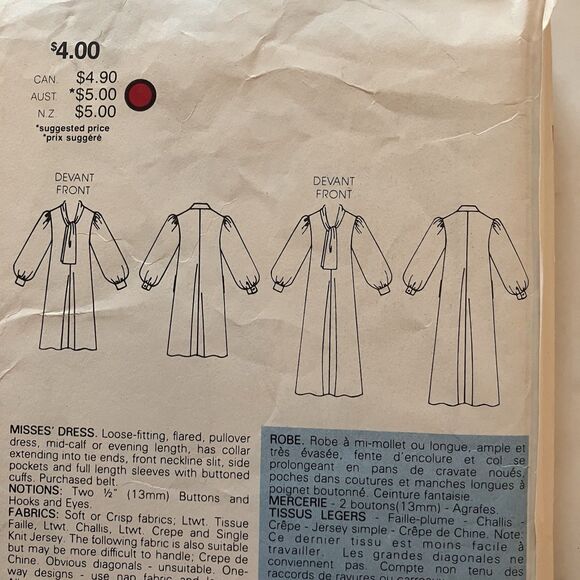 $4.00
CAN. $4.90
AUST. *$5.00
N.Z $5.00
*suggested price
*prix suggéré
DEVANT
FRONT
DEVANT
FRONT
MISSES' DRESS. Loose-fitting, flared, pullover
dress, mid-calf or evening length, has collar
extending into tie ends, front neckline slit, side
pockets and full length sleeves with buttoned
cuffs. Purchased belt.
NOTIONS: Two ½" (13mm) Buttons and
Hooks and Eyes.
FABRICS: Soft or Crisp fabrics; Ltwt. Tissue
Faille, Ltwt. Challis, Ltwt. Crepe and Single
Knit Jersey. The following fabric is also suitable
but may be more difficult to handle; Crepe de
Chine. Obvious diagonals - unsuitable. One-
way designs - use nap fabric and
ROBE. Robe à mi-mollet ou longue, ample et
très évasée, fente d'encolure et col se
prolongeant en pans de cravate noués,
poches dans coutures et manches longues à
poignet boutonné. Ceinture fantaisie.
MERCERIE - 2 boutons(13mm) - Agrafes.
TISSUS LEGERS - Faille-plume - Challis -
Crêpe - Jersey simple - Crêpe de Chine. Note:
Ce dernier tissu est moins facile à
travailler. Les grandes diagonales ne
conviennent pas. Compte non tenu des
raccords de rayures ou carreaux